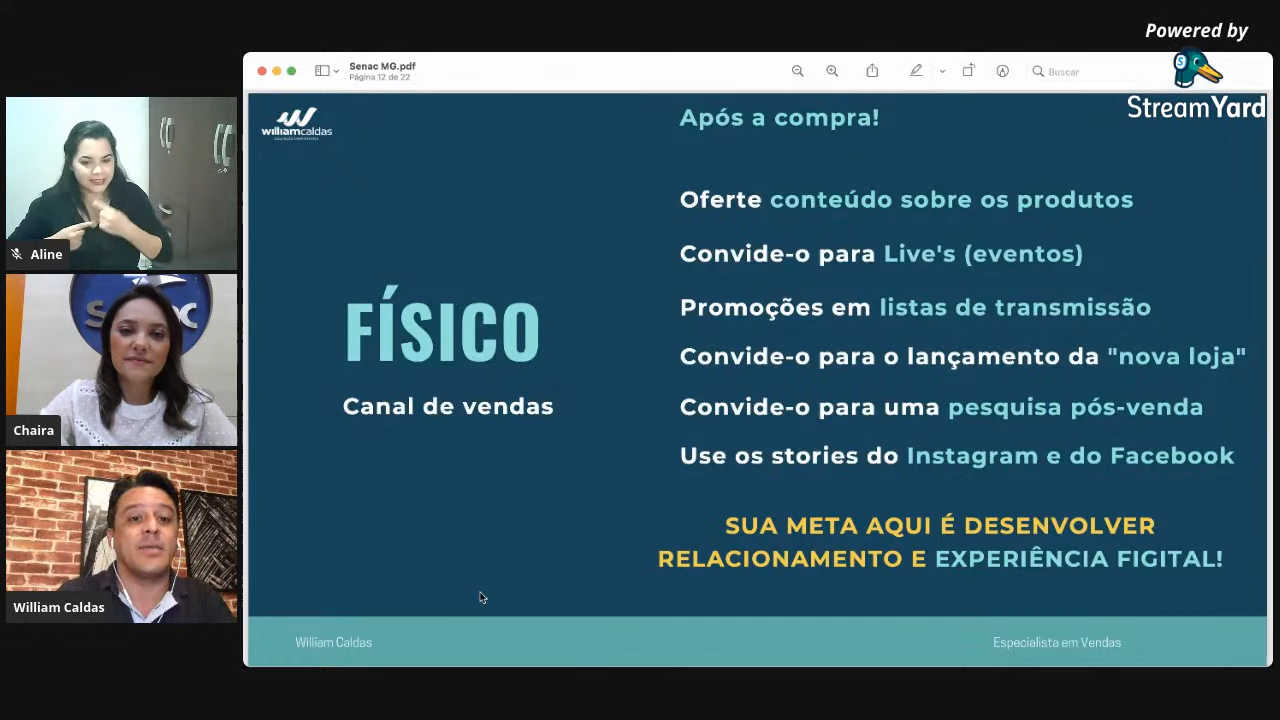 Powered by
StreamYard
Senac MG.pdf
Página 12 de 22
Buscar
williamcaldas
Após a compra!
Oferte conteúdo sobre os produtos
Convide-o para Live's (eventos)
Promoções em listas de transmissão
Convide-o para o lançamento da "nova loja"
Convide-o para uma pesquisa pós-venda
Use os stories do Instagram e do Facebook
FÍSICO
Canal de vendas
SUA META AQUI É DESENVOLVER
RELACIONAMENTO E EXPERIÊNCIA FIGITAL!
William Caldas
Especialista em Vendas
Aline
Chaira
William Caldas